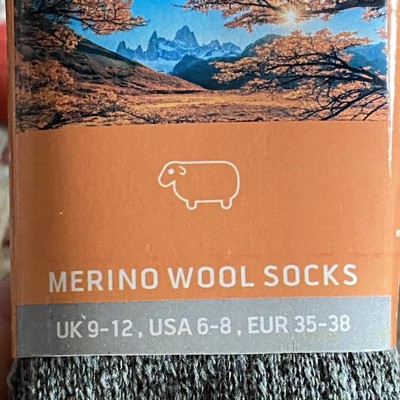 MERINO WOOL SOCKS
UK 9-12, USA 6-8, EUR 35-38